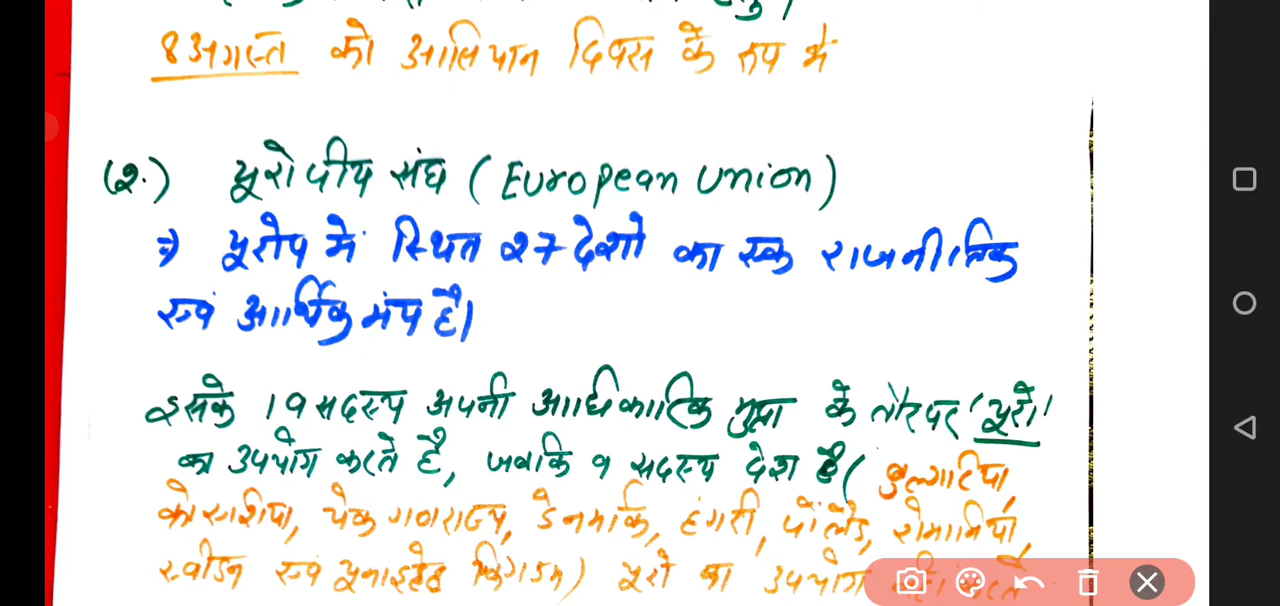 8 अगस्त को आसियान दिवस के रूप में
(2.) यूरोपीय संघ (European Union)
⇒ यूरोप में स्थित 27 देशो का एक राजनीतिक
एवं आर्थिक मंच है।
इसके 19 सदस्य अपनी आधिकारिक मुद्रा के तौर पर 'यूरो'
का उपयोग करते है, जबकि 9 सदस्य देश है (बुल्गारिया,
क्रोएशिया, चेक गणराज्य, डेनमार्क, हंगरी, पोलैंड, रोमानिया,
स्वीडन एवं यूनाइटेड किंगडम) यूरो का उपयोग